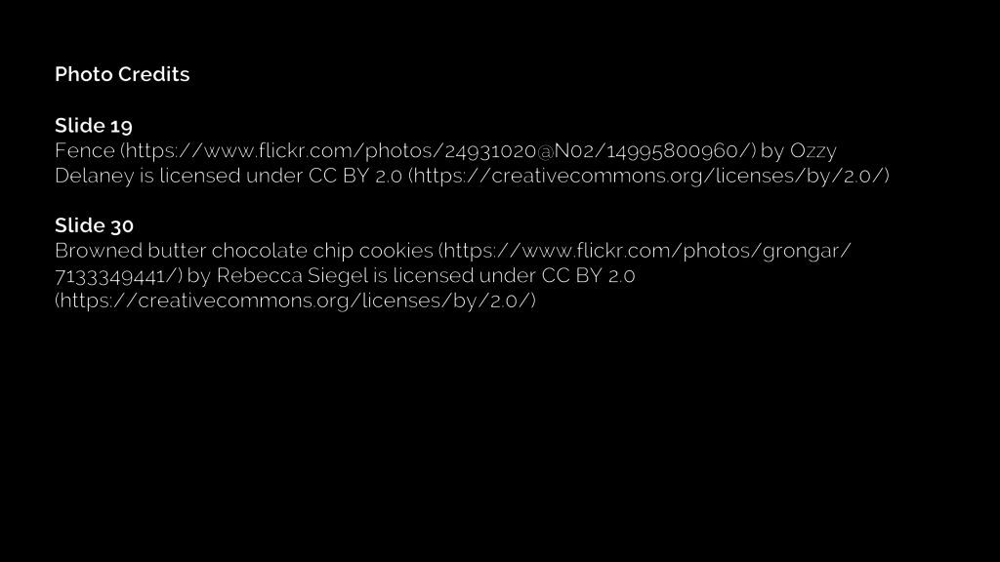 Photo Credits
Slide 19
Fence (https://www.flickr.com/photos/24931020@N02/14995800960/) by Ozzy
Delaney is licensed under CC BY 2.0 (https://creativecommons.org/licenses/by/2.0/)
Slide 30
Browned butter chocolate chip cookies (https://www.flickr.com/photos/grongar/
7133349441/) by Rebecca Siegel is licensed under CC BY 2.0
(https://creativecommons.org/licenses/by/2.0/)